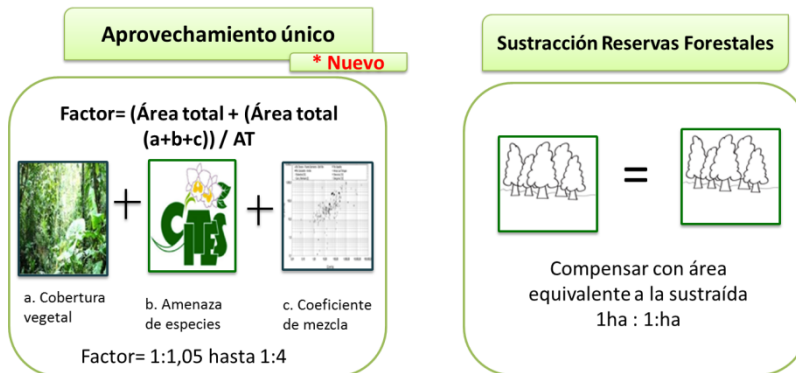 Aprovechamiento único
* Nuevo
Factor= (Área total + (Área total
(a+b+c)) / AT
CITES
a. Cobertura
vegetal
b. Amenaza
de especies
c. Coeficiente
de mezcla
Factor= 1:1,05 hasta 1:4
Sustracción Reservas Forestales
=
Compensar con área
equivalente a la sustraída
1ha : 1:ha